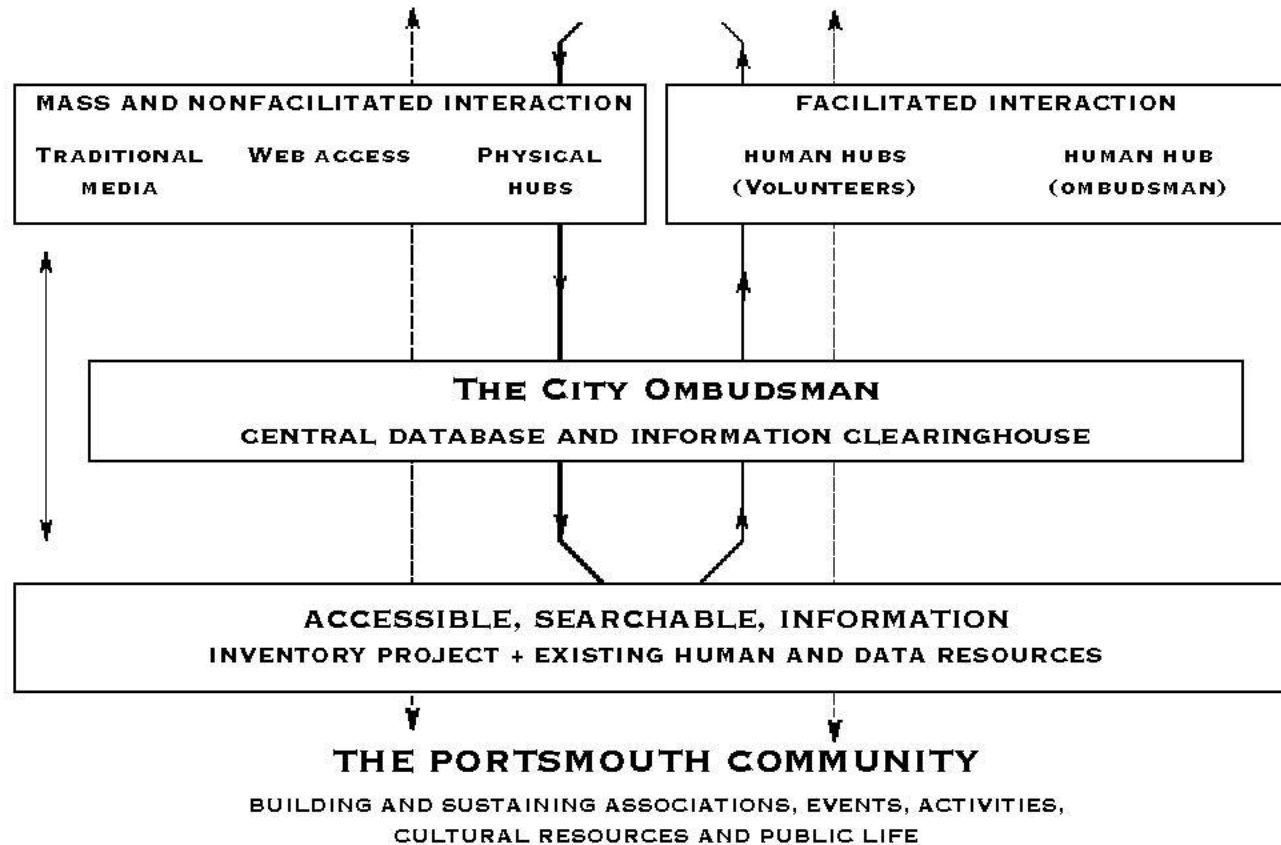 MASS AND NONFACILITATED INTERACTION
TRADITIONAL MEDIA
WEB ACCESS
PHYSICAL HUBS
FACILITATED INTERACTION
HUMAN HUBS
(VOLUNTEERS)
HUMAN HUB
(OMBUDSMAN)
THE CITY OMBUDSMAN
CENTRAL DATABASE AND INFORMATION CLEARINGHOUSE
ACCESSIBLE, SEARCHABLE, INFORMATION
INVENTORY PROJECT + EXISTING HUMAN AND DATA RESOURCES
THE PORTSMOUTH COMMUNITY
BUILDING AND SUSTAINING ASSOCIATIONS, EVENTS, ACTIVITIES,
CULTURAL RESOURCES AND PUBLIC LIFE